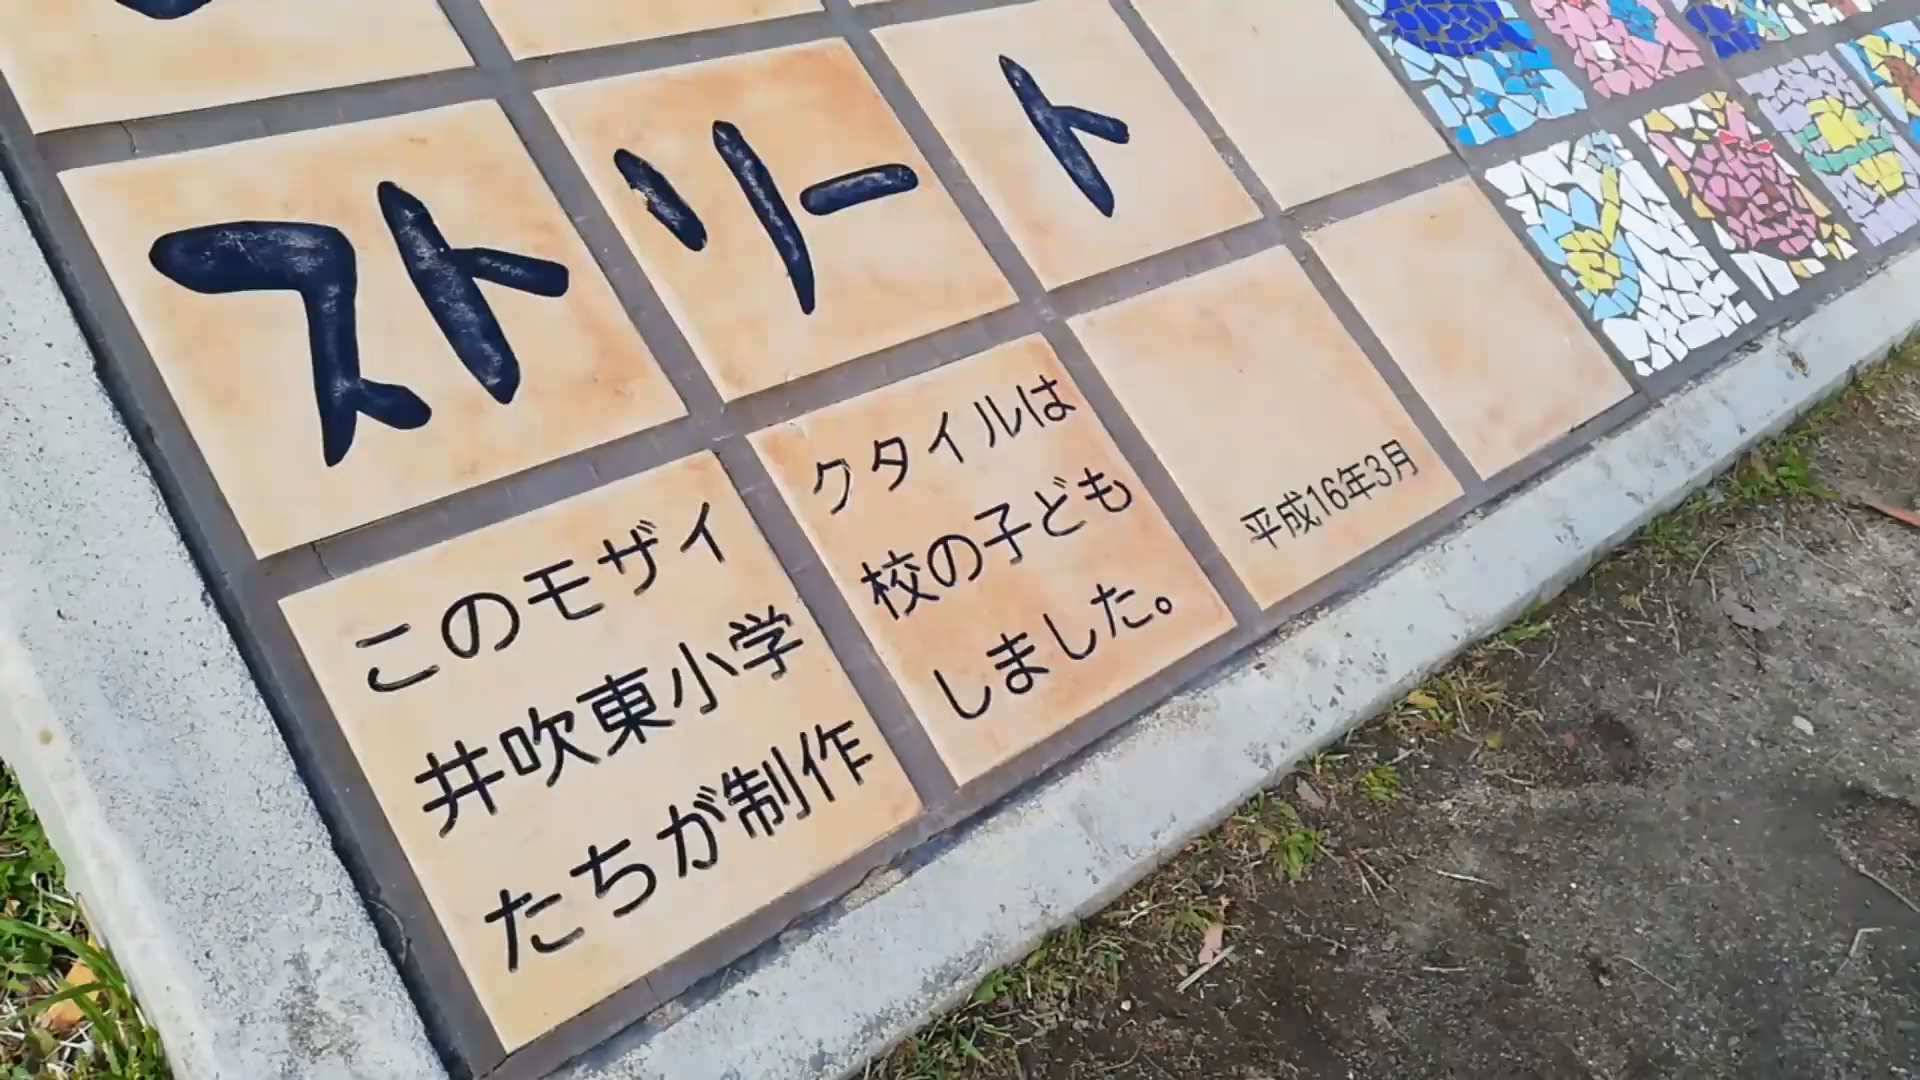 ストリート
このモザイクタイルは
井吹東小学校の子ども
たちが制作しました。
平成16年3月